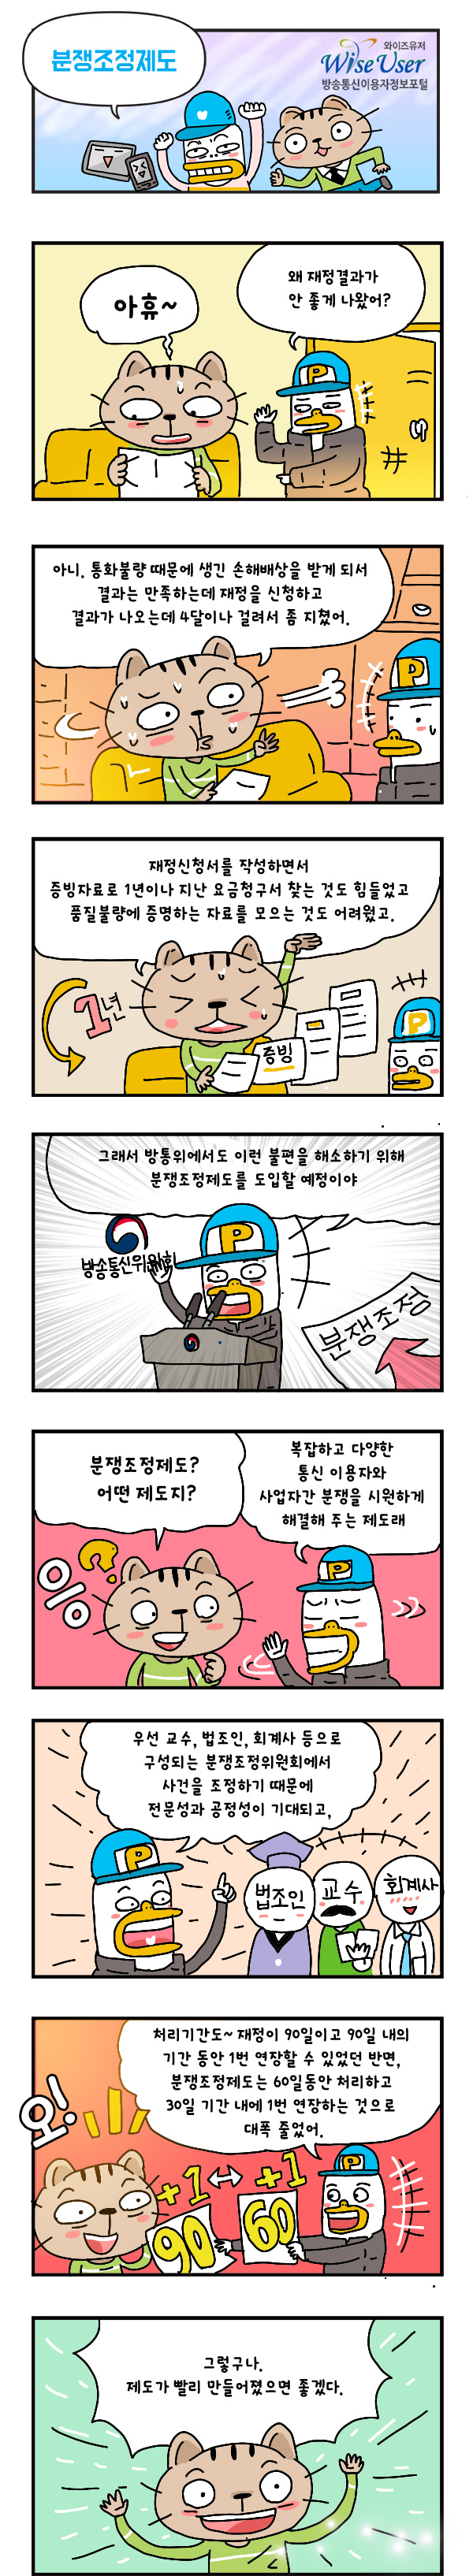 분쟁조정제도
와이즈유저
Wise User
방송통신이용자정보포털
아휴~
왜 재정결과가
안 좋게 나왔어?
P
아니. 통화불량 때문에 생긴 손해배상을 받게 되서
결과는 만족하는데 재정을 신청하고
결과가 나오는데 4달이나 걸려서 좀 지쳤어.
P
재정신청서를 작성하면서
증빙자료로 1년이나 지난 요금청구서 찾는 것도 힘들었고
품질불량에 증명하는 자료를 모으는 것도 어려웠고.
1년
증빙
P
그래서 방통위에서도 이런 불편을 해소하기 위해
분쟁조정제도를 도입할 예정이야
방송통신위원회
P
분쟁조정
분쟁조정제도?
어떤 제도지?
복잡하고 다양한
통신 이용자와
사업자간 분쟁을 시원하게
해결해 주는 제도래
잉?
P
우선 교수, 법조인, 회계사 등으로
구성되는 분쟁조정위원회에서
사건을 조정하기 때문에
전문성과 공정성이 기대되고,
P
법조인
교수
회계사
처리기간도~ 재정이 90일이고 90일 내의
기간 동안 1번 연장할 수 있었던 반면,
분쟁조정제도는 60일동안 처리하고
30일 기간 내에 1번 연장하는 것으로
대폭 줄었어.
오!
P
+1 ↔ +1
90
60
그렇구나.
제도가 빨리 만들어졌으면 좋겠다.